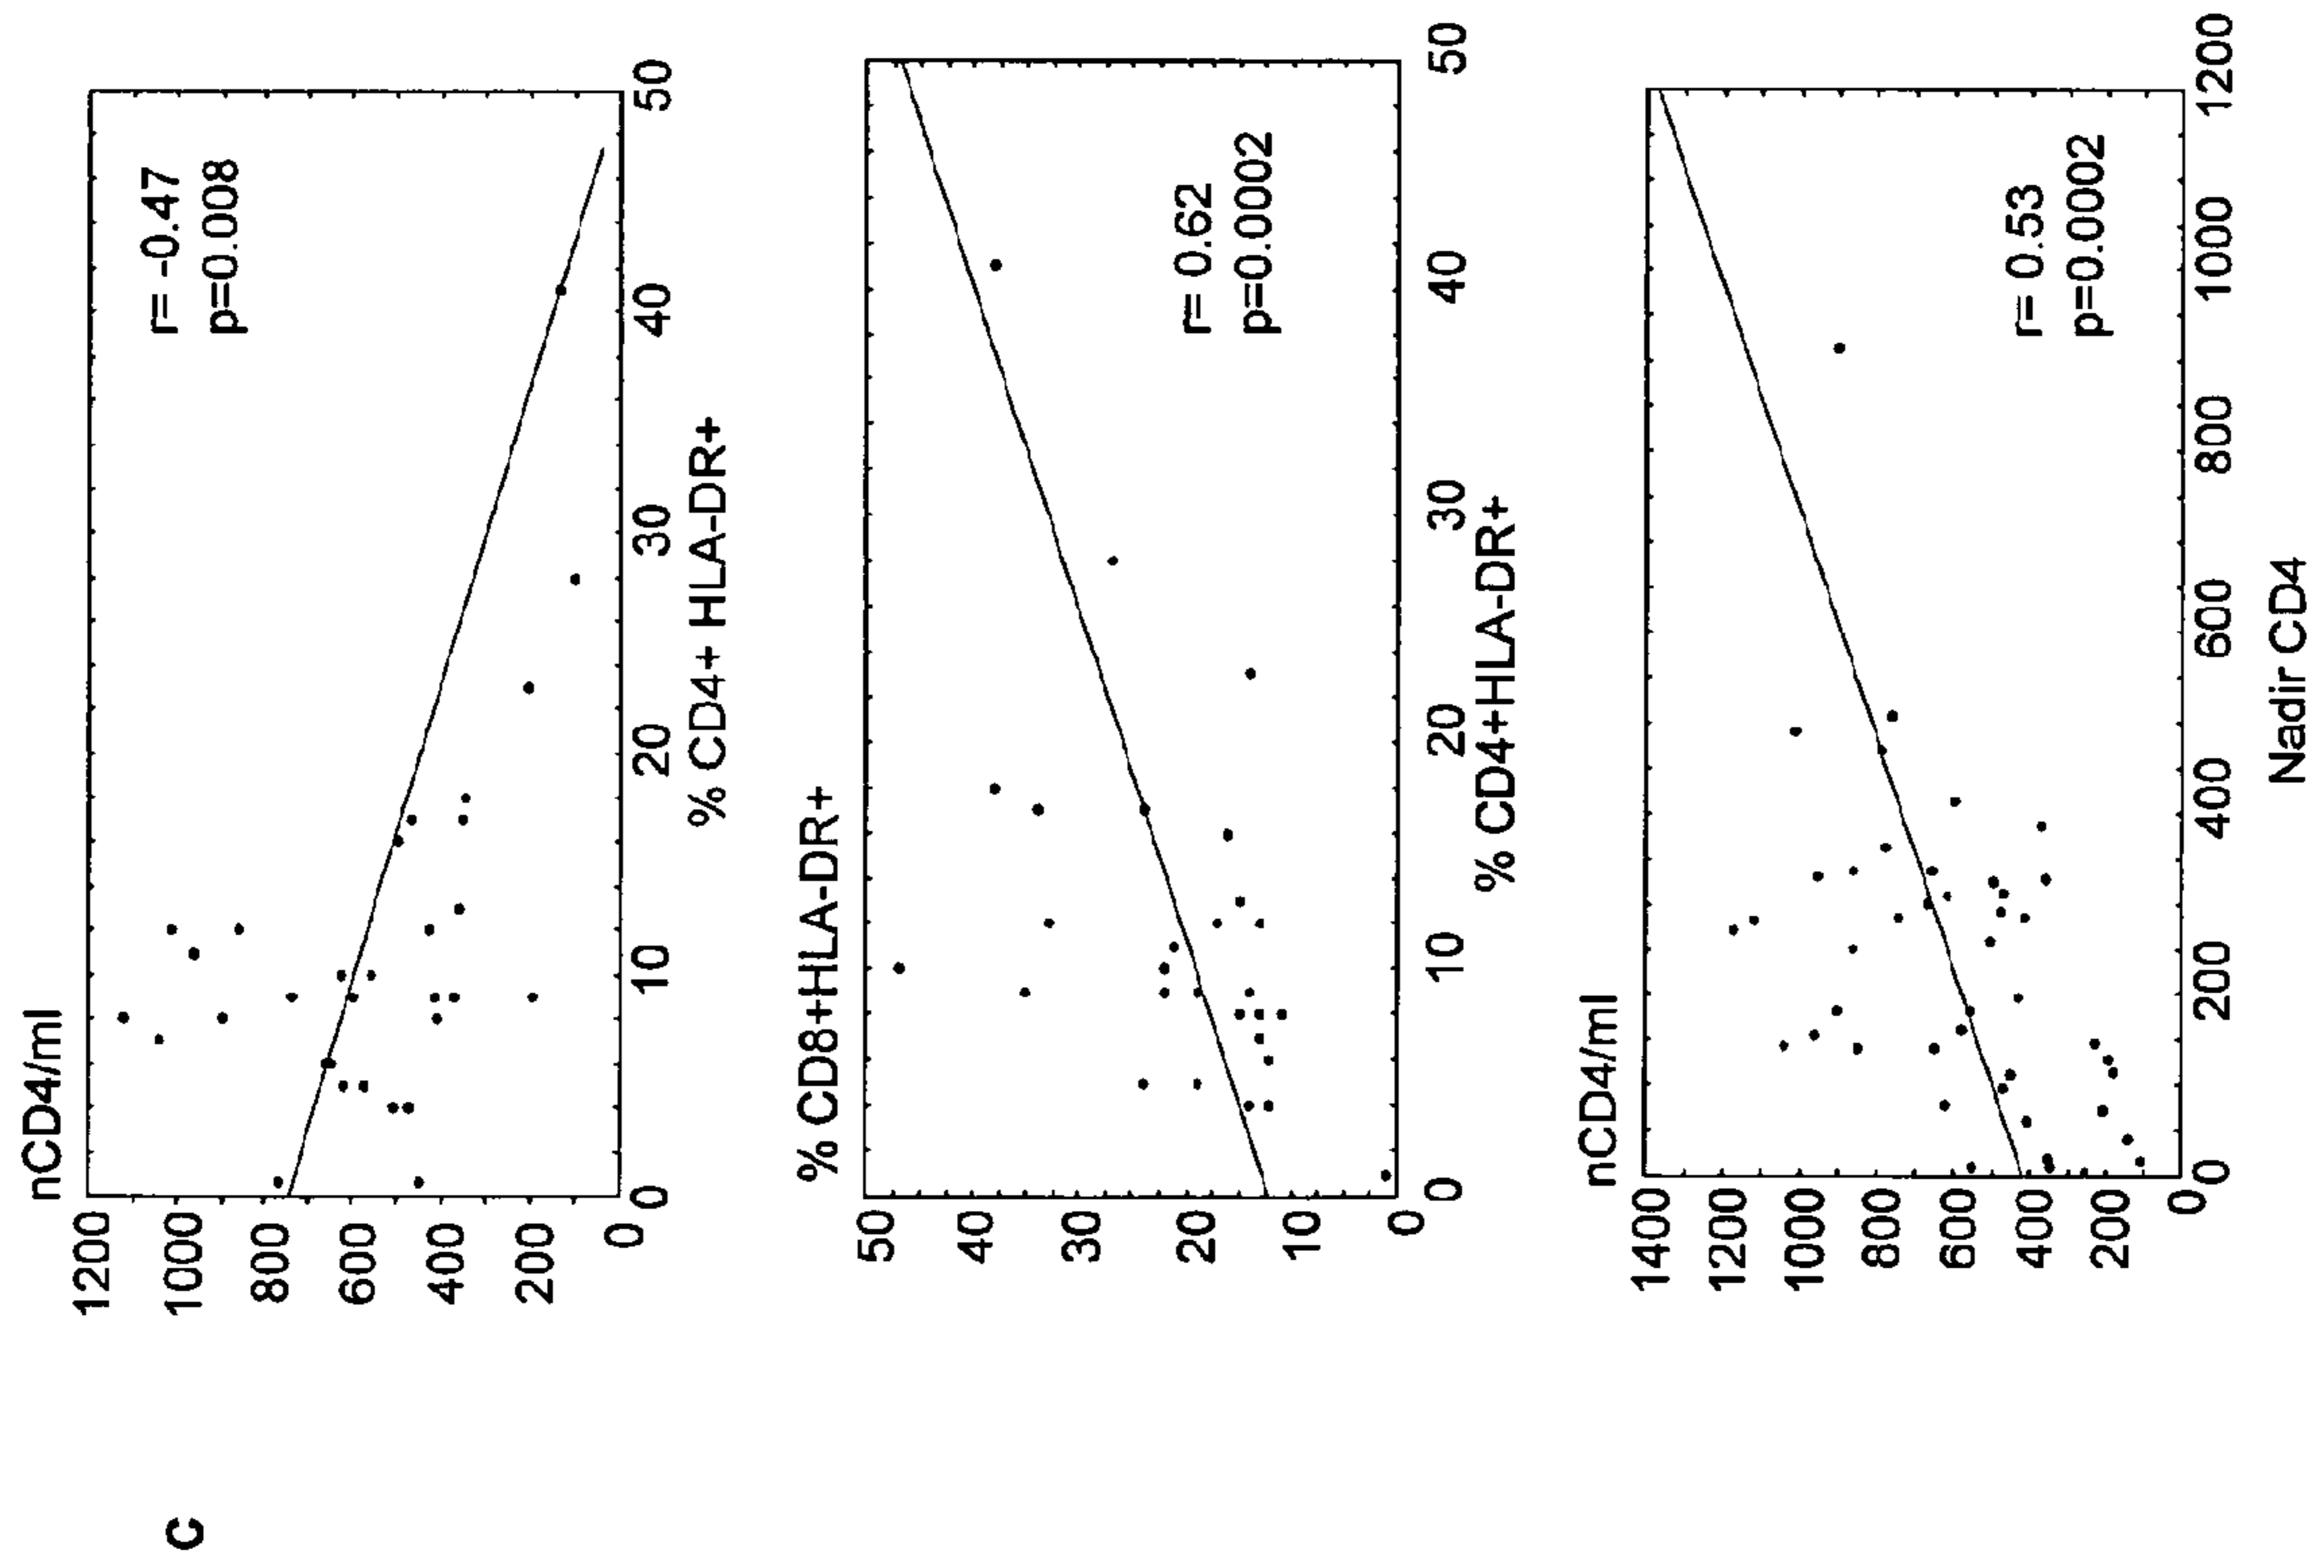 C
nCD4/ml
1200
1000
800
600
400
200
0
r= -0.47
p=0.008
0 10 20 30 40 50
% CD4+ HLA-DR+
% CD8+HLA-DR+
50
40
30
20
10
0
r= 0.62
p=0.0002
0 10 20 30 40 50
% CD4+HLA-DR+
nCD4/ml
1400
1200
1000
800
600
400
200
0
r= 0.53
p=0.0002
0 200 400 600 800 1000 1200
Nadir CD4